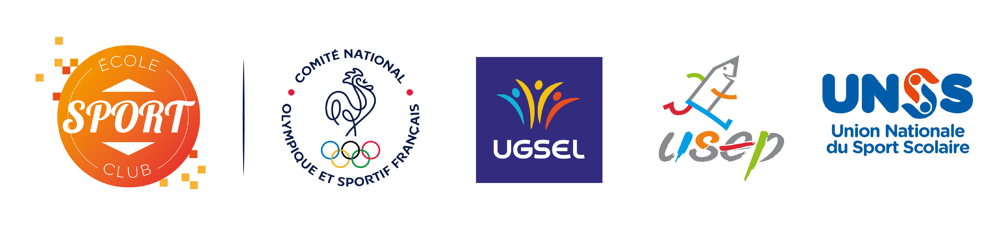 ÉCOLE
SPORT
CLUB
COMITÉ NATIONAL
OLYMPIQUE ET SPORTIF FRANÇAIS
UGSEL
usep
UNSS
Union Nationale
du Sport Scolaire